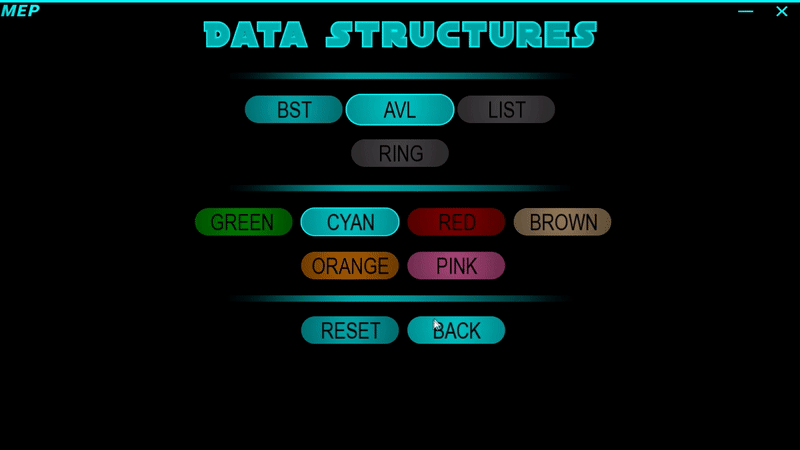 MEP
DATA STRUCTURES
BST AVL LIST
RING
GREEN CYAN RED BROWN
ORANGE PINK
RESET BACK